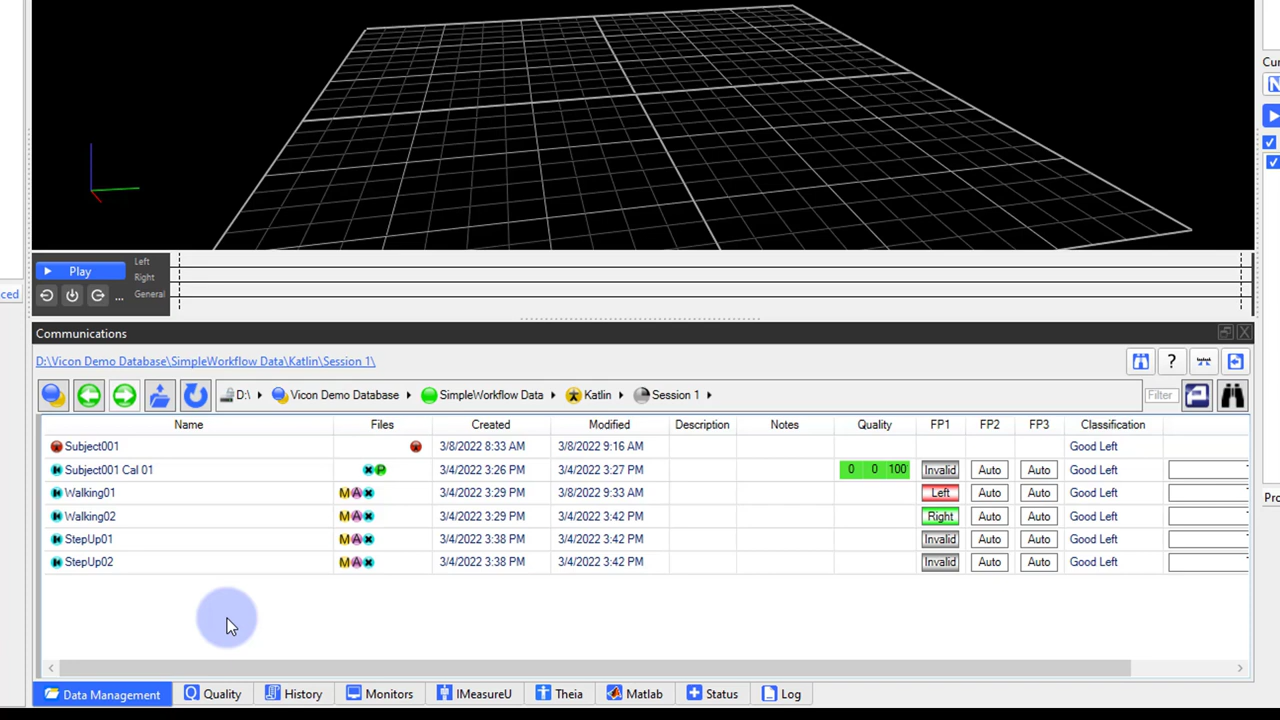 Cur
Play
Left
Right
General
...
ced
Communications
D:\Vicon Demo Database\SimpleWorkflow Data\Katlin\Session 1\
?
D:\ Vicon Demo Database SimpleWorkflow Data Katlin Session 1 Filter
Name Files Created Modified Description Notes Quality FP1 FP2 FP3 Classification
Subject001 3/8/2022 8:33 AM 3/8/2022 9:16 AM Good Left
Subject001 Cal 01 P 3/4/2022 3:26 PM 3/4/2022 3:27 PM 0 0 100 Invalid Auto Auto Good Left
Walking01 M A 3/4/2022 3:29 PM 3/8/2022 9:33 AM Left Auto Auto Good Left
Pro
Walking02 M A 3/4/2022 3:29 PM 3/4/2022 3:42 PM Right Auto Auto Good Left
StepUp01 M A 3/4/2022 3:38 PM 3/4/2022 3:42 PM Invalid Auto Auto Good Left
StepUp02 M A 3/4/2022 3:38 PM 3/4/2022 3:42 PM Invalid Auto Auto Good Left
Data Management Quality History Monitors IMeasureU Theia Matlab Status Log